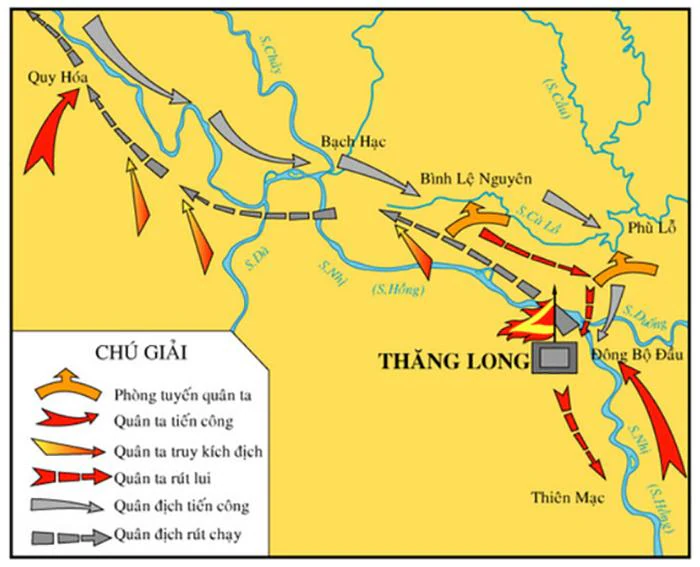 S.Chảy
(S.Cầu)
Quy Hóa
Bạch Hạc
Bình Lệ Nguyên
S.Cà Lồ
Phù Lỗ
S.Đà
S.Nhị
(S.Hồng)
S.Đuống
THĂNG LONG
Đông Bộ Đầu
S.Nhị
(S.Hồng)
Thiên Mạc
CHÚ GIẢI
Phòng tuyến quân ta
Quân ta tiến công
Quân ta truy kích địch
Quân ta rút lui
Quân địch tiến công
Quân địch rút chạy